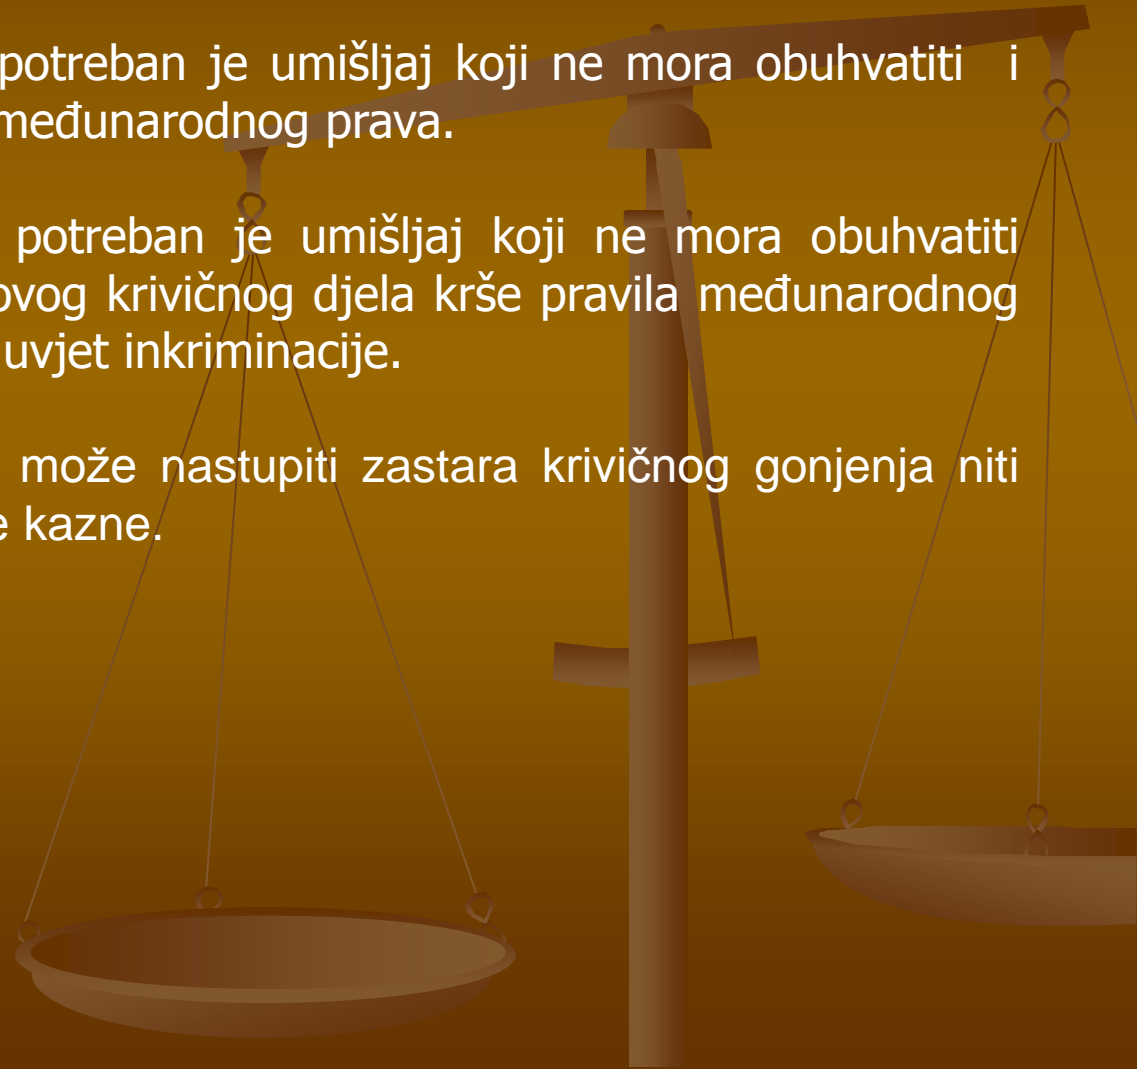 potreban je umišljaj koji ne mora obuhvatiti i
međunarodnog prava.
potreban je umišljaj koji ne mora obuhvatiti
ovog krivičnog djela krše pravila međunarodnog
uvjet inkriminacije.
može nastupiti zastara krivičnog gonjenja niti
kazne.